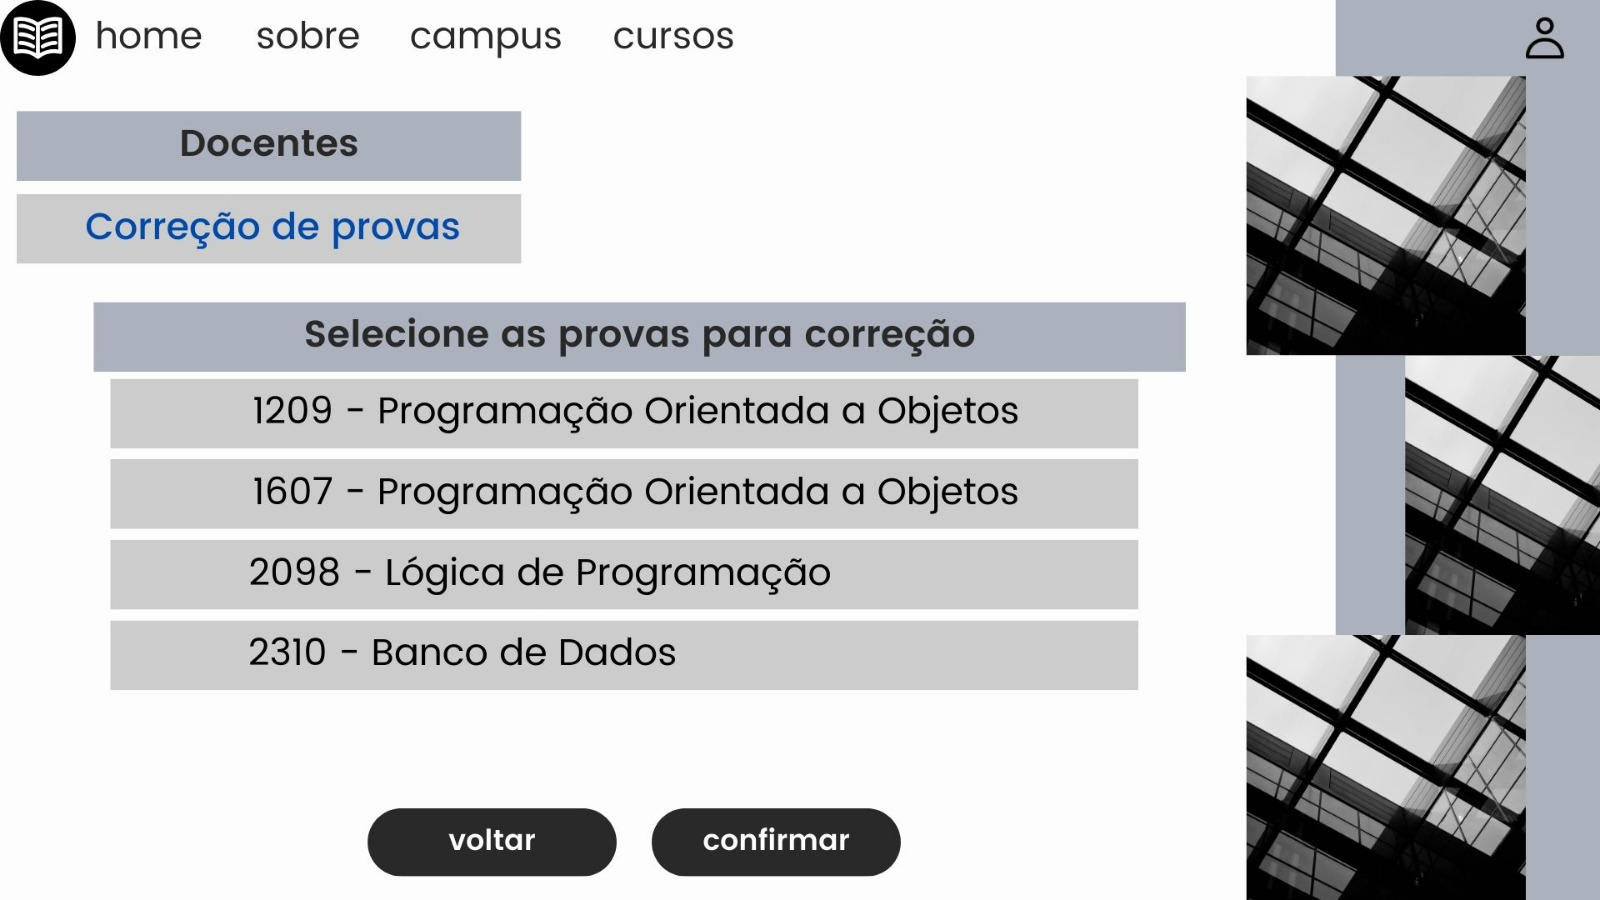 home sobre campus cursos
Docentes
Correção de provas
Selecione as provas para correção
1209 - Programação Orientada a Objetos
1607 - Programação Orientada a Objetos
2098 - Lógica de Programação
2310 - Banco de Dados
voltar confirmar